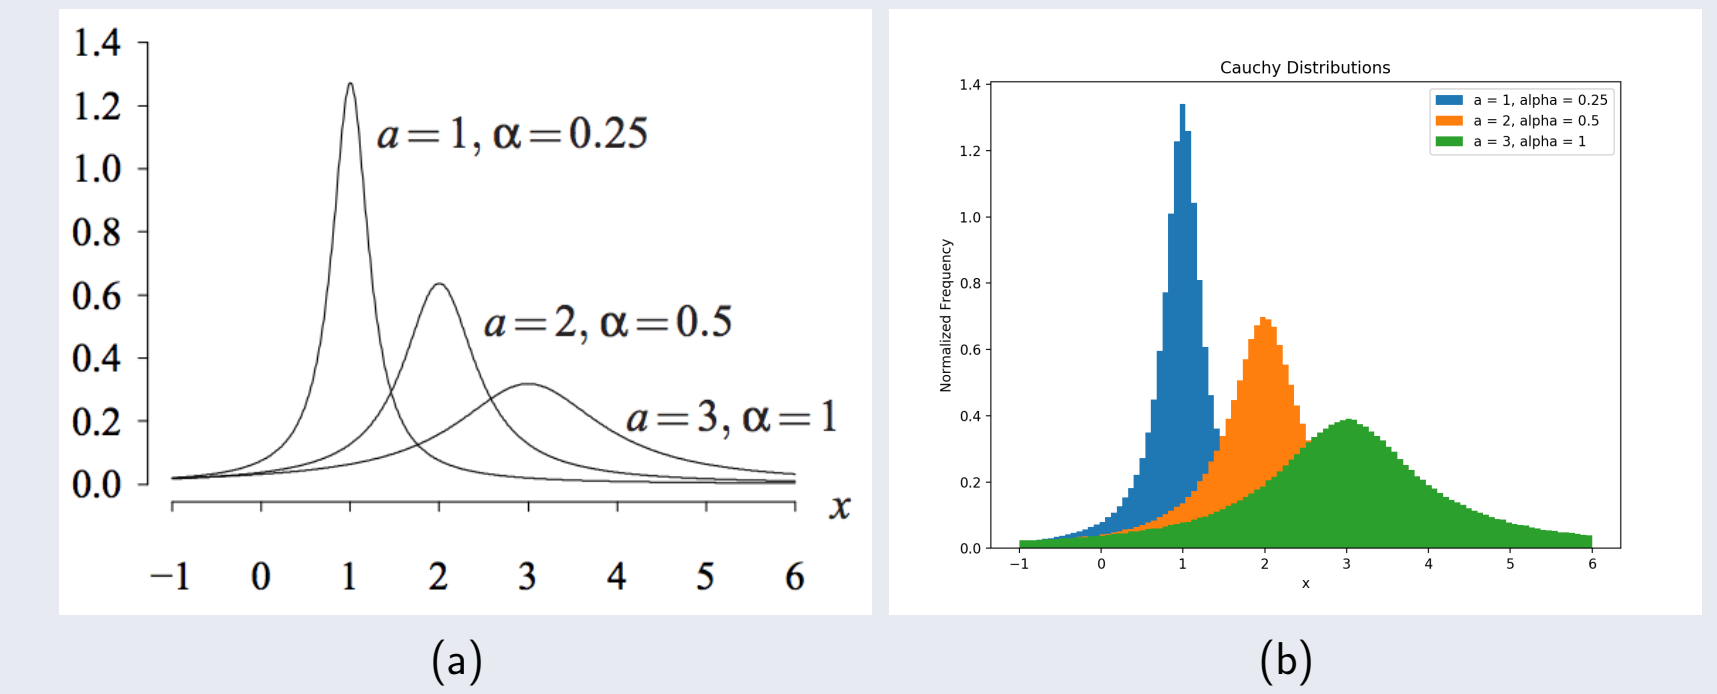 1.4
1.2
1.0
0.8
0.6
0.4
0.2
0.0
a=1, α=0.25
a=2, α=0.5
a=3, α=1
x
−1 0 1 2 3 4 5 6
(a)
Cauchy Distributions
1.4
1.2
1.0
0.8
0.6
0.4
0.2
0.0
Normalized Frequency
a = 1, alpha = 0.25
a = 2, alpha = 0.5
a = 3, alpha = 1
−1 0 1 2 3 4 5 6
x
(b)